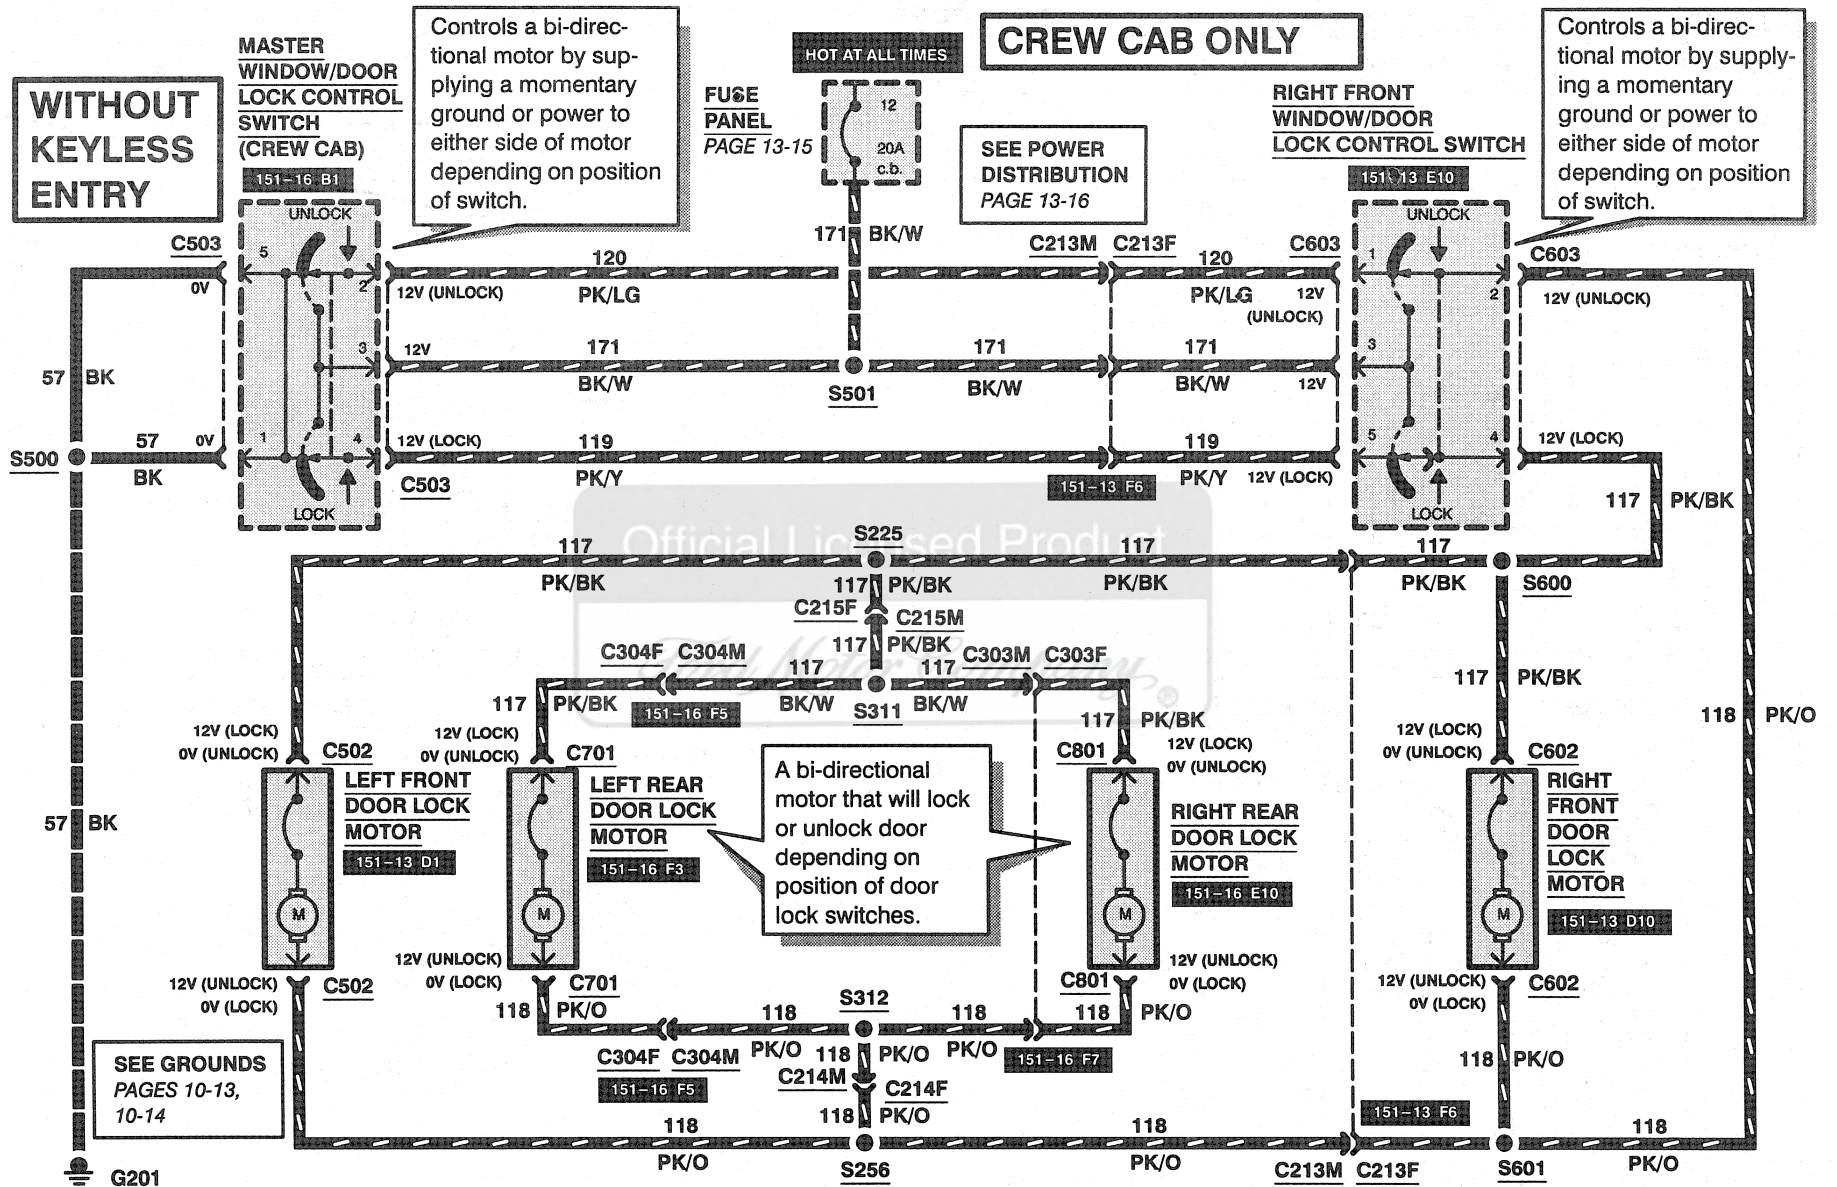 WITHOUT
KEYLESS
ENTRY
MASTER
WINDOW/DOOR
LOCK CONTROL
SWITCH
(CREW CAB)
151–16 B1
Controls a bi-direc-
tional motor by sup-
plying a momentary
ground or power to
either side of motor
depending on position
of switch.
HOT AT ALL TIMES
CREW CAB ONLY
FUSE
PANEL
PAGE 13-15
12
20A
c.b.
SEE POWER
DISTRIBUTION
PAGE 13-16
RIGHT FRONT
WINDOW/DOOR
LOCK CONTROL SWITCH
151–13 E10
Controls a bi-direc-
tional motor by supply-
ing a momentary
ground or power to
either side of motor
depending on position
of switch.
171 BK/W
C503
5
0V
UNLOCK
2
12V (UNLOCK)
120
PK/LG
C213M C213F
120
PK/LG
C603
12V
(UNLOCK)
1
UNLOCK
2
C603
12V (UNLOCK)
57 BK
3
12V
171
BK/W
S501
171
BK/W
171
BK/W
12V
3
S500
57
BK
0V
1
4
LOCK
12V (LOCK)
C503
119
PK/Y
151–13 F6
119
PK/Y
12V (LOCK)
5
4
LOCK
12V (LOCK)
117 PK/BK
Official Licensed Product
Ford Motor Company
®
117
PK/BK
S225
117 PK/BK
117
PK/BK
117
PK/BK
S600
C215F
C215M
117 PK/BK
C304F C304M
117
BK/W
S311
117
BK/W
C303M C303F
117 PK/BK
151–16 F5
117 PK/BK
117 PK/BK
118 PK/O
12V (LOCK)
0V (UNLOCK)
C502
LEFT FRONT
DOOR LOCK
MOTOR
151–13 D1
M
12V (UNLOCK)
0V (LOCK)
C502
12V (LOCK)
0V (UNLOCK)
C701
LEFT REAR
DOOR LOCK
MOTOR
151–16 F3
M
12V (UNLOCK)
0V (LOCK)
C701
118 PK/O
A bi-directional
motor that will lock
or unlock door
depending on
position of door
lock switches.
C801
12V (LOCK)
0V (UNLOCK)
RIGHT REAR
DOOR LOCK
MOTOR
151–16 E10
M
C801
12V (UNLOCK)
0V (LOCK)
118 PK/O
12V (LOCK)
0V (UNLOCK)
C602
RIGHT
FRONT
DOOR
LOCK
MOTOR
151–13 D10
M
12V (UNLOCK)
0V (LOCK)
C602
118 PK/O
57 BK
SEE GROUNDS
PAGES 10-13,
10-14
G201
C304F C304M
151–16 F5
118
PK/O
S312
118
PK/O
151–16 F7
118 PK/O
C214M
C214F
118 PK/O
118
PK/O
S256
118
PK/O
151–13 F6
C213M C213F
S601
118
PK/O